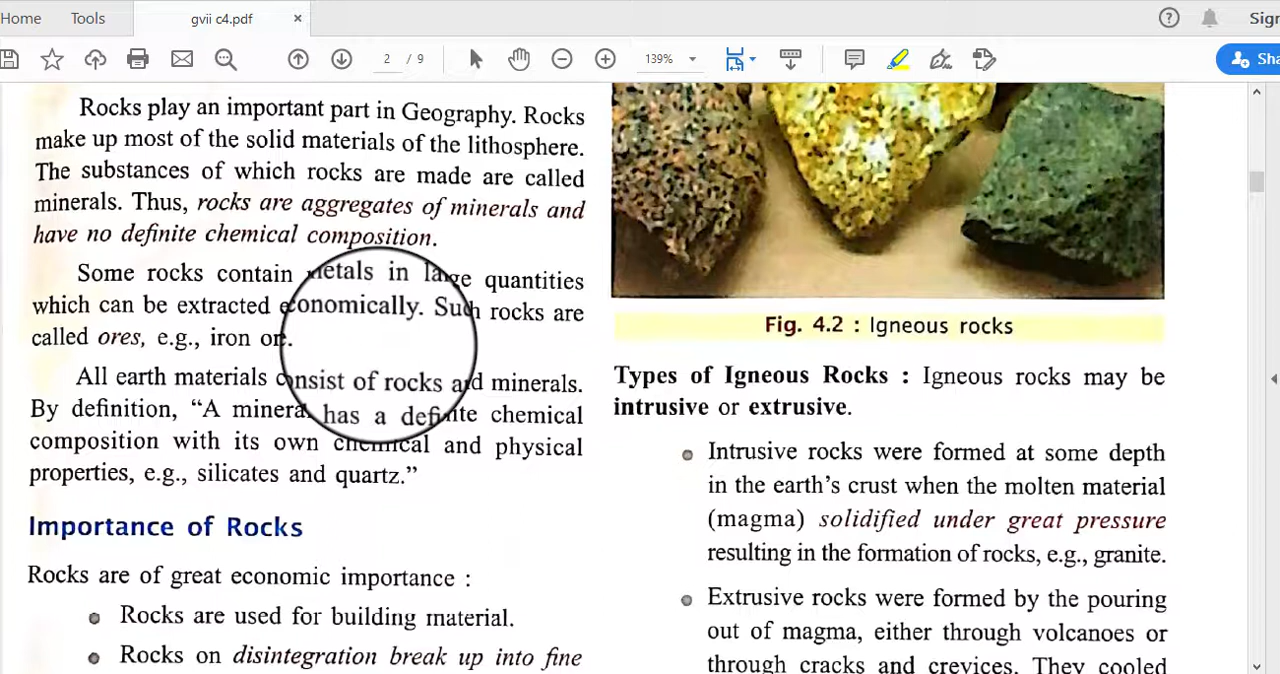 Home Tools gvii c4.pdf × ? Sign
2 / 9 139% Sha
Rocks play an important part in Geography. Rocks
make up most of the solid materials of the lithosphere.
The substances of which rocks are made are called
minerals. Thus, rocks are aggregates of minerals and
have no definite chemical composition.
Some rocks contain metals in large quantities
which can be extracted economically. Such rocks are
called ores, e.g., iron ore.
All earth materials consist of rocks and minerals.
By definition, “A mineral has a definite chemical
composition with its own chemical and physical
properties, e.g., silicates and quartz.”
Importance of Rocks
Rocks are of great economic importance :
Rocks are used for building material.
Rocks on disintegration break up into fine
Fig. 4.2 : Igneous rocks
Types of Igneous Rocks : Igneous rocks may be
intrusive or extrusive.
Intrusive rocks were formed at some depth
in the earth’s crust when the molten material
(magma) solidified under great pressure
resulting in the formation of rocks, e.g., granite.
Extrusive rocks were formed by the pouring
out of magma, either through volcanoes or
through cracks and crevices. They cooled